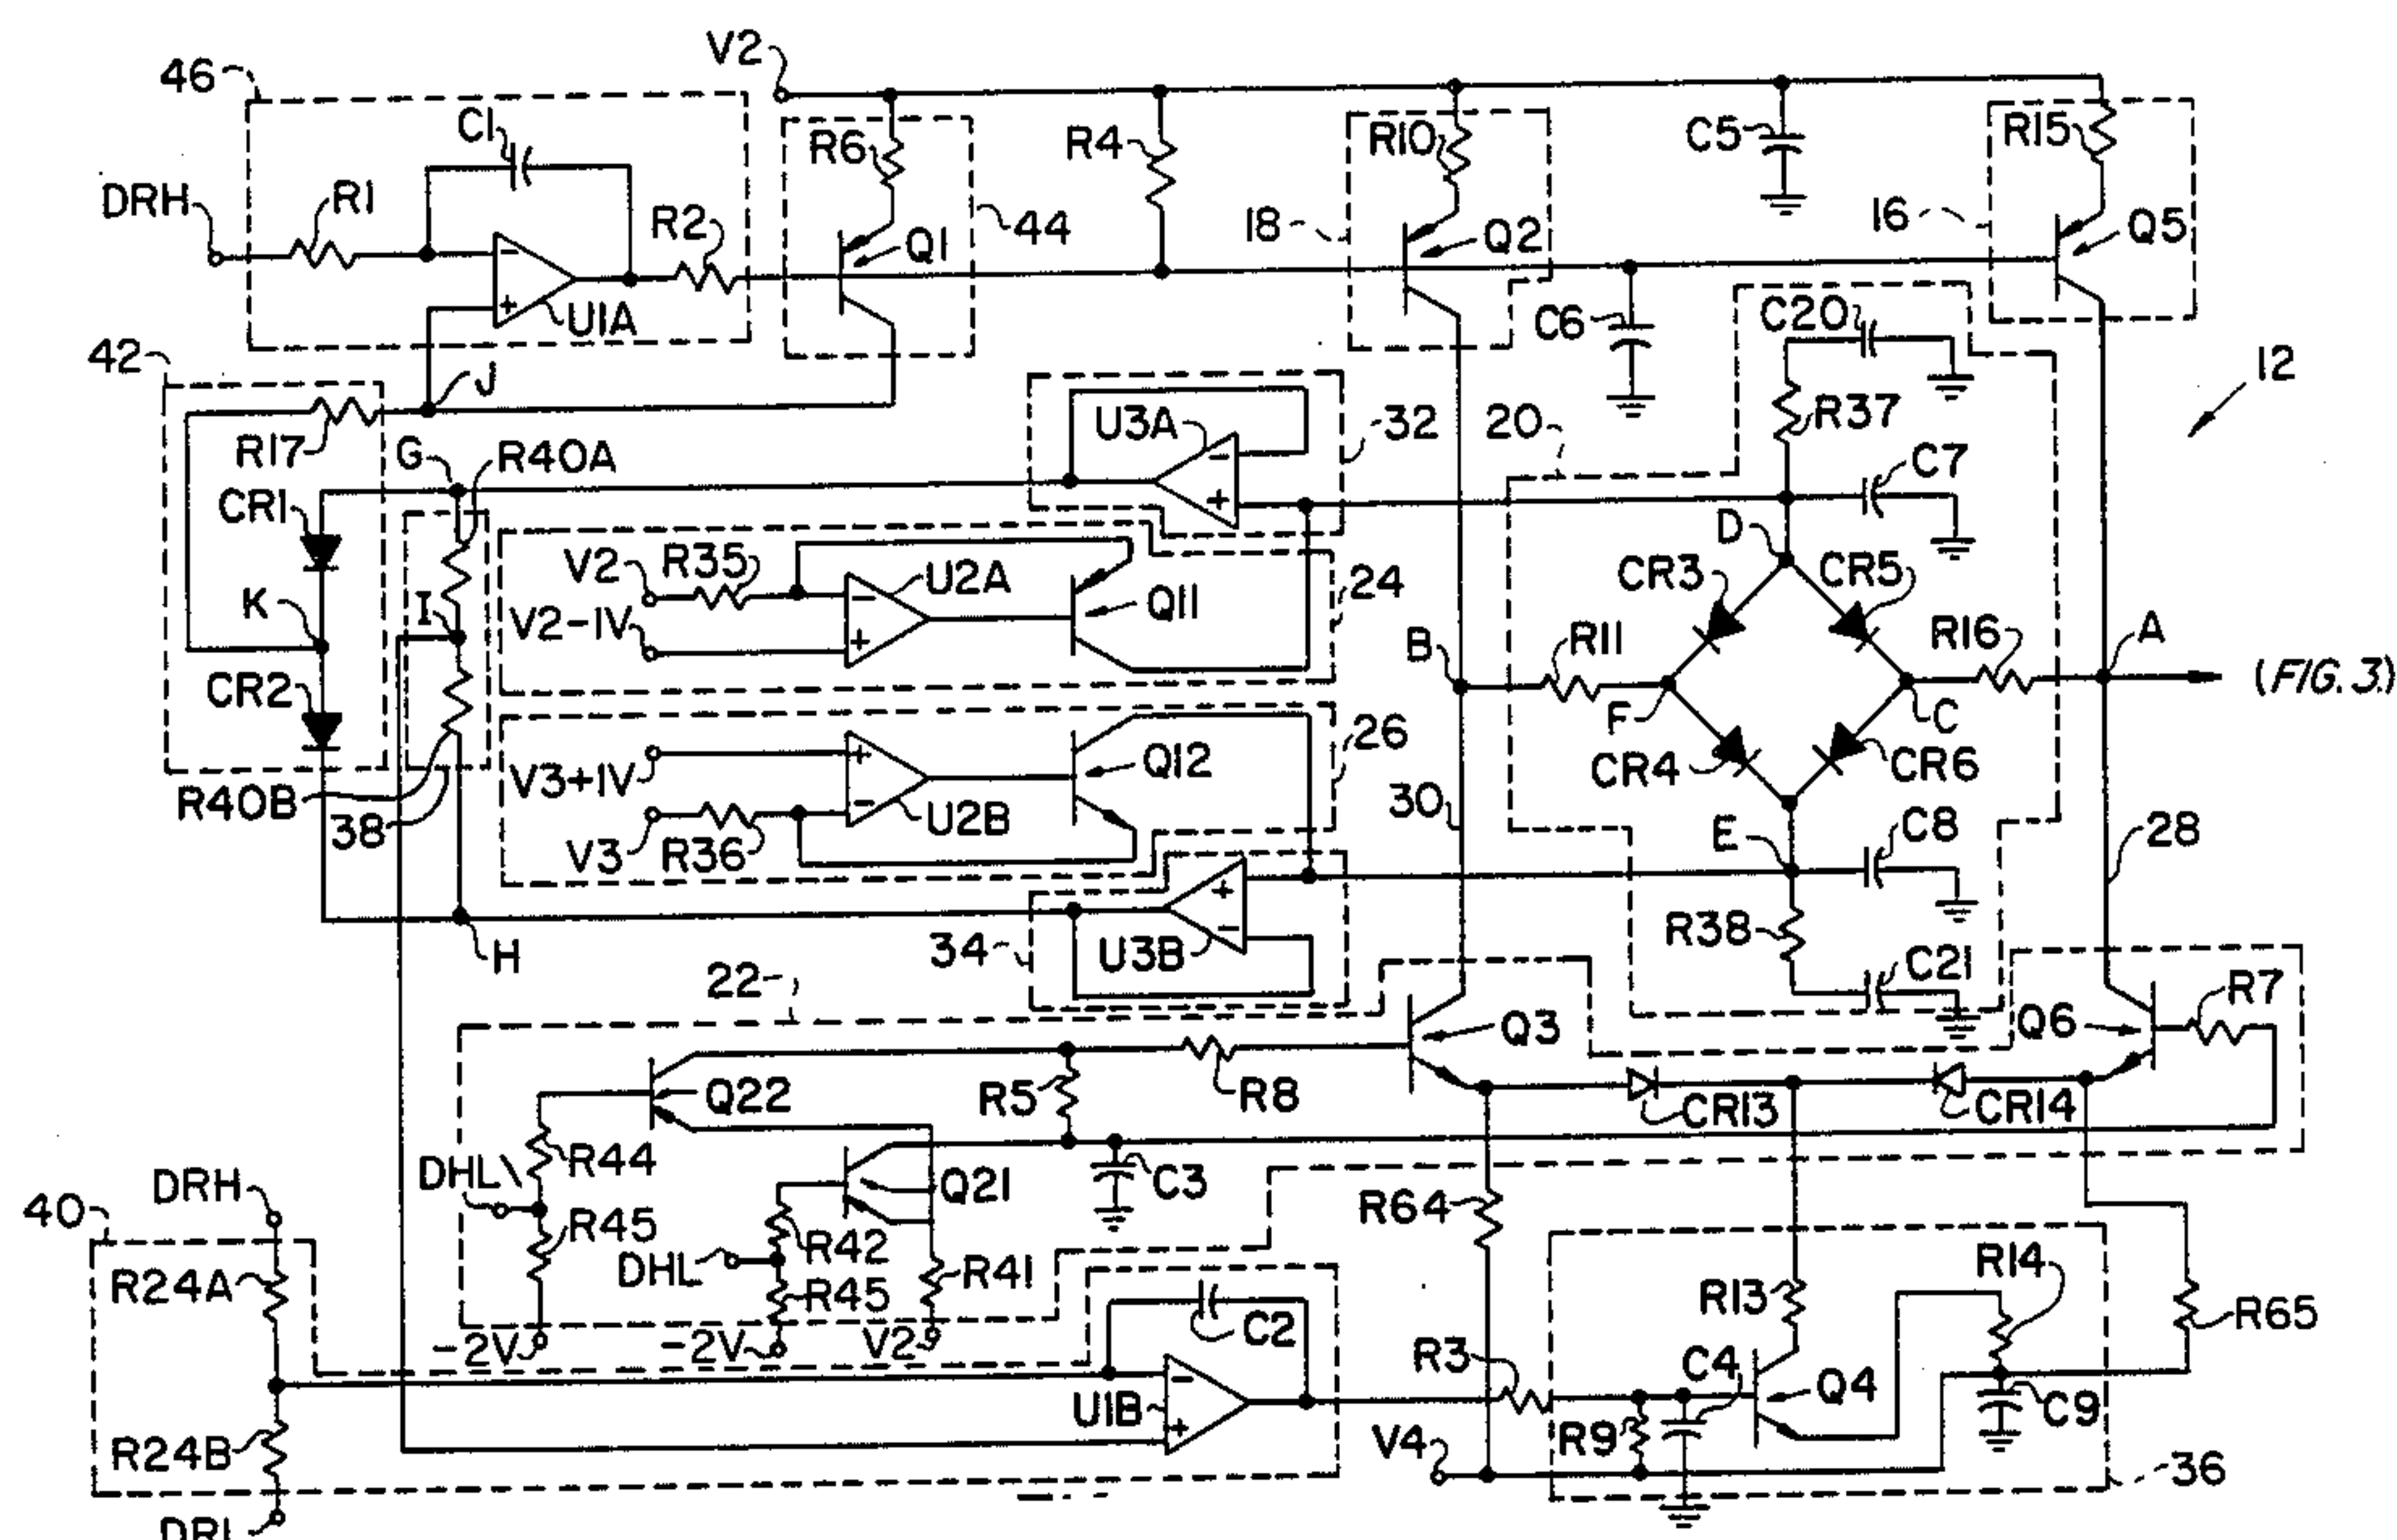 V2
46
C1
R6
R4
R10
C5
R15
DRH
R1
R2
Q1
44
18
Q2
16
Q5
U1A
C6
C20
42
J
12
R17
G
R40A
U3A
32
20
R37
C7
CR1
V2
R35
U2A
24
D
CR3
CR5
K
I
V2-1V
Q11
B
R11
R16
A
(FIG. 3.)
CR2
F
C
V3+1V
Q12
26
CR4
CR6
R40B
38
V3
R36
U2B
30
E
C8
28
H
34
U3B
R38
22
C21
R7
Q3
Q6
Q22
R5
R8
CR13
CR14
R44
DHL\
Q21
C3
DRH
40
R45
R42
R64
R24A
DHL
R45
R41
R13
R14
R65
-2V
-2V
V2
C2
R3
C4
Q4
R24B
U1B
V4
R9
C9
36
DRL